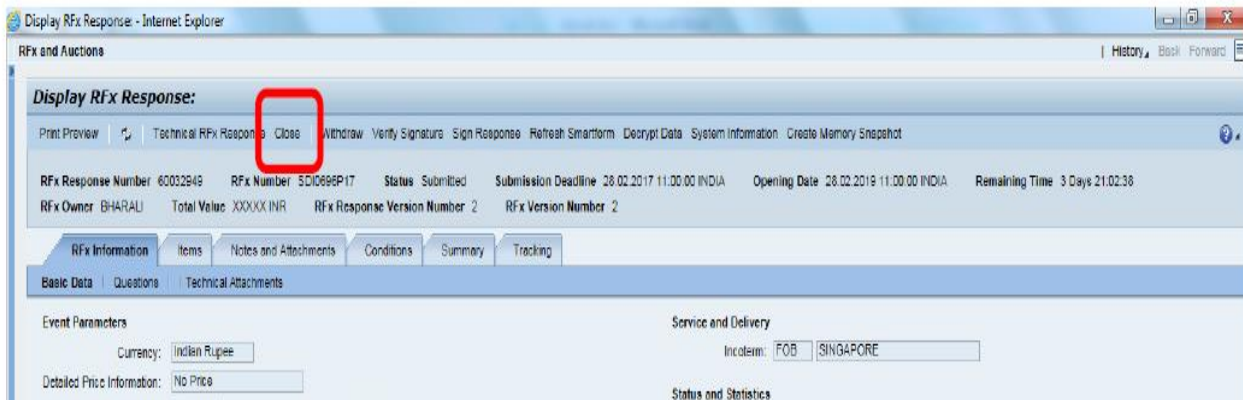 Display RFx Response: - Internet Explorer
RFx and Auctions
History Back Forward
Display RFx Response:
Print Preview Technical RFx Response Close Withdraw Verify Signature Sign Response Refresh Smartform Decrypt Data System Information Create Memory Snapshot
RFx Response Number 60032949 RFx Number SDI0696P17 Status Submitted Submission Deadline 28.02.2017 11:00:00 INDIA Opening Date 28.02.2019 11:00:00 INDIA Remaining Time 3 Days 21:02:38
RFx Owner BHARALI Total Value XXXXX INR RFx Response Version Number 2 RFx Version Number 2
RFx Information Items Notes and Attachments Conditions Summary Tracking
Basic Data Questions Technical Attachments
Event Parameters Service and Delivery
Currency: Indian Rupee Incoterm: FOB SINGAPORE
Detailed Price Information: No Price
Status and Statistics